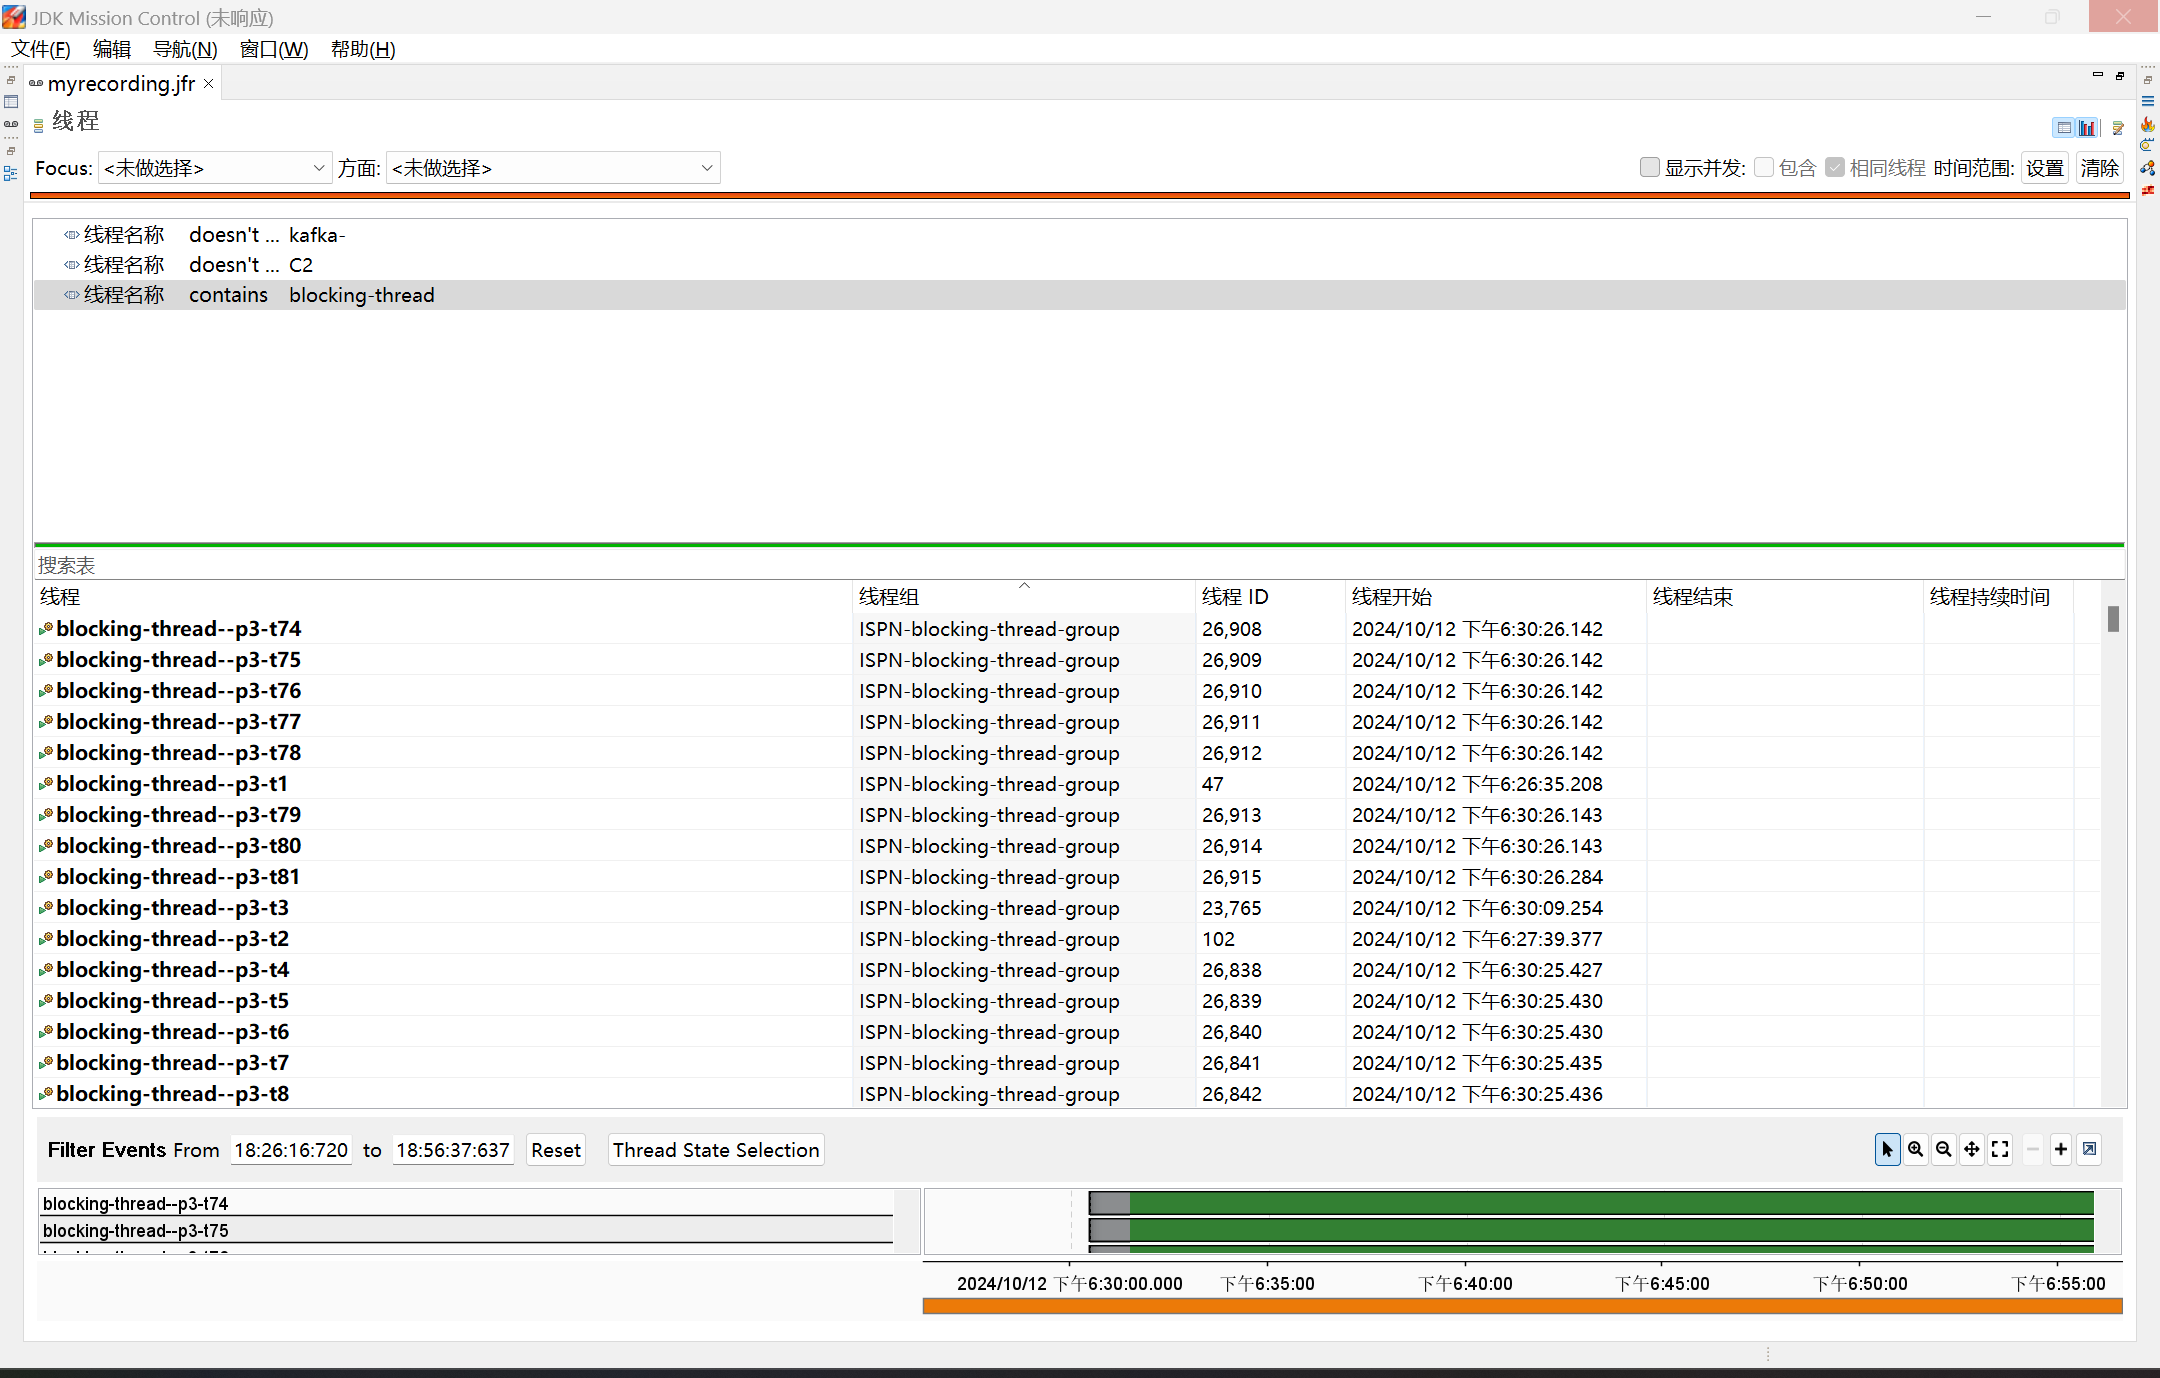 JDK Mission Control (未响应)
文件(F) 编辑 导航(N) 窗口(W) 帮助(H)
myrecording.jfr
线程
Focus: <未做选择> 方面: <未做选择> 显示并发: 包含 相同线程 时间范围: 设置 清除
线程名称 doesn't ... kafka-
线程名称 doesn't ... C2
线程名称 contains blocking-thread
搜索表
线程 线程组 线程 ID 线程开始 线程结束 线程持续时间
blocking-thread--p3-t74 ISPN-blocking-thread-group 26,908 2024/10/12 下午6:30:26.142
blocking-thread--p3-t75 ISPN-blocking-thread-group 26,909 2024/10/12 下午6:30:26.142
blocking-thread--p3-t76 ISPN-blocking-thread-group 26,910 2024/10/12 下午6:30:26.142
blocking-thread--p3-t77 ISPN-blocking-thread-group 26,911 2024/10/12 下午6:30:26.142
blocking-thread--p3-t78 ISPN-blocking-thread-group 26,912 2024/10/12 下午6:30:26.142
blocking-thread--p3-t1 ISPN-blocking-thread-group 47 2024/10/12 下午6:26:35.208
blocking-thread--p3-t79 ISPN-blocking-thread-group 26,913 2024/10/12 下午6:30:26.143
blocking-thread--p3-t80 ISPN-blocking-thread-group 26,914 2024/10/12 下午6:30:26.143
blocking-thread--p3-t81 ISPN-blocking-thread-group 26,915 2024/10/12 下午6:30:26.284
blocking-thread--p3-t3 ISPN-blocking-thread-group 23,765 2024/10/12 下午6:30:09.254
blocking-thread--p3-t2 ISPN-blocking-thread-group 102 2024/10/12 下午6:27:39.377
blocking-thread--p3-t4 ISPN-blocking-thread-group 26,838 2024/10/12 下午6:30:25.427
blocking-thread--p3-t5 ISPN-blocking-thread-group 26,839 2024/10/12 下午6:30:25.430
blocking-thread--p3-t6 ISPN-blocking-thread-group 26,840 2024/10/12 下午6:30:25.430
blocking-thread--p3-t7 ISPN-blocking-thread-group 26,841 2024/10/12 下午6:30:25.435
blocking-thread--p3-t8 ISPN-blocking-thread-group 26,842 2024/10/12 下午6:30:25.436
Filter Events From 18:26:16:720 to 18:56:37:637 Reset Thread State Selection
blocking-thread--p3-t74
blocking-thread--p3-t75
2024/10/12 下午6:30:00.000 下午6:35:00 下午6:40:00 下午6:45:00 下午6:50:00 下午6:55:00